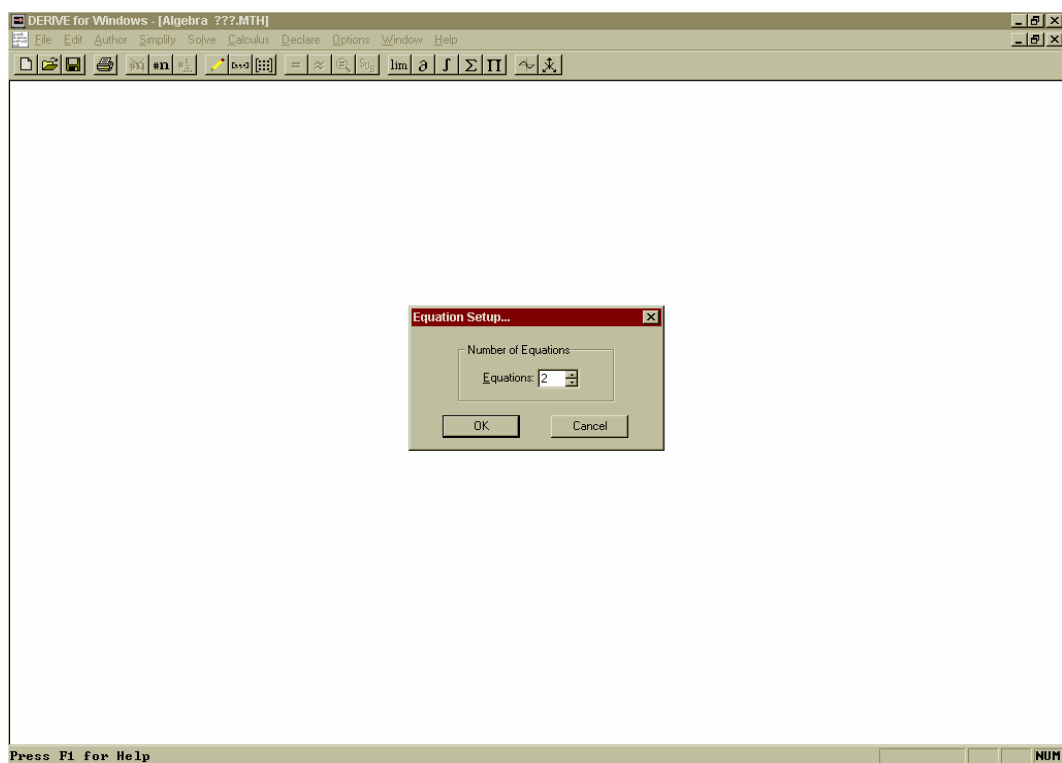 DERIVE for Windows - [Algebra ???.MTH]
File Edit Author Simplify Solve Calculus Declare Options Window Help
#n = ≈ lim ∂ ∫ Σ Π
Equation Setup...
Number of Equations
Equations: 2
OK Cancel
Press F1 for Help NUM